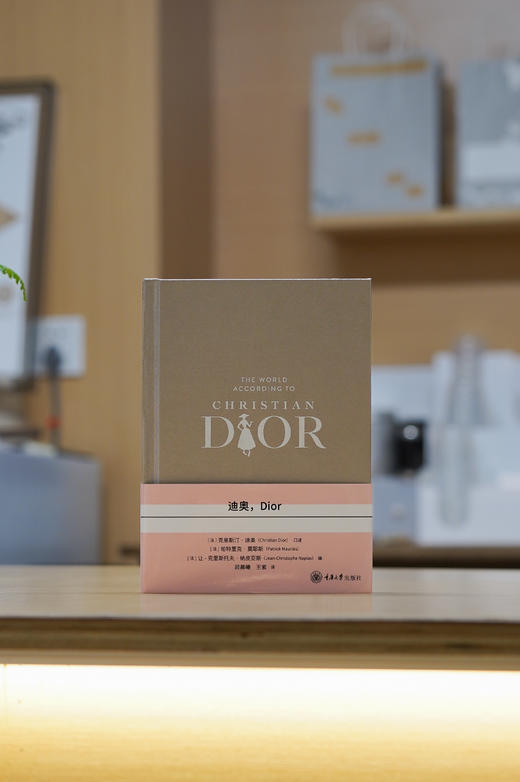 THE WORLD
ACCORDING TO
CHRISTIAN
DIOR
迪奥，Dior
〔法〕克里斯汀·迪奥（Christian Dior） 口述
〔法〕帕特里克·莫耶斯（Patrick Mauriès）
〔法〕让-克里斯托夫·纳皮亚斯（Jean-Christophe Napias） 编
王紫 译
重庆大学出版社